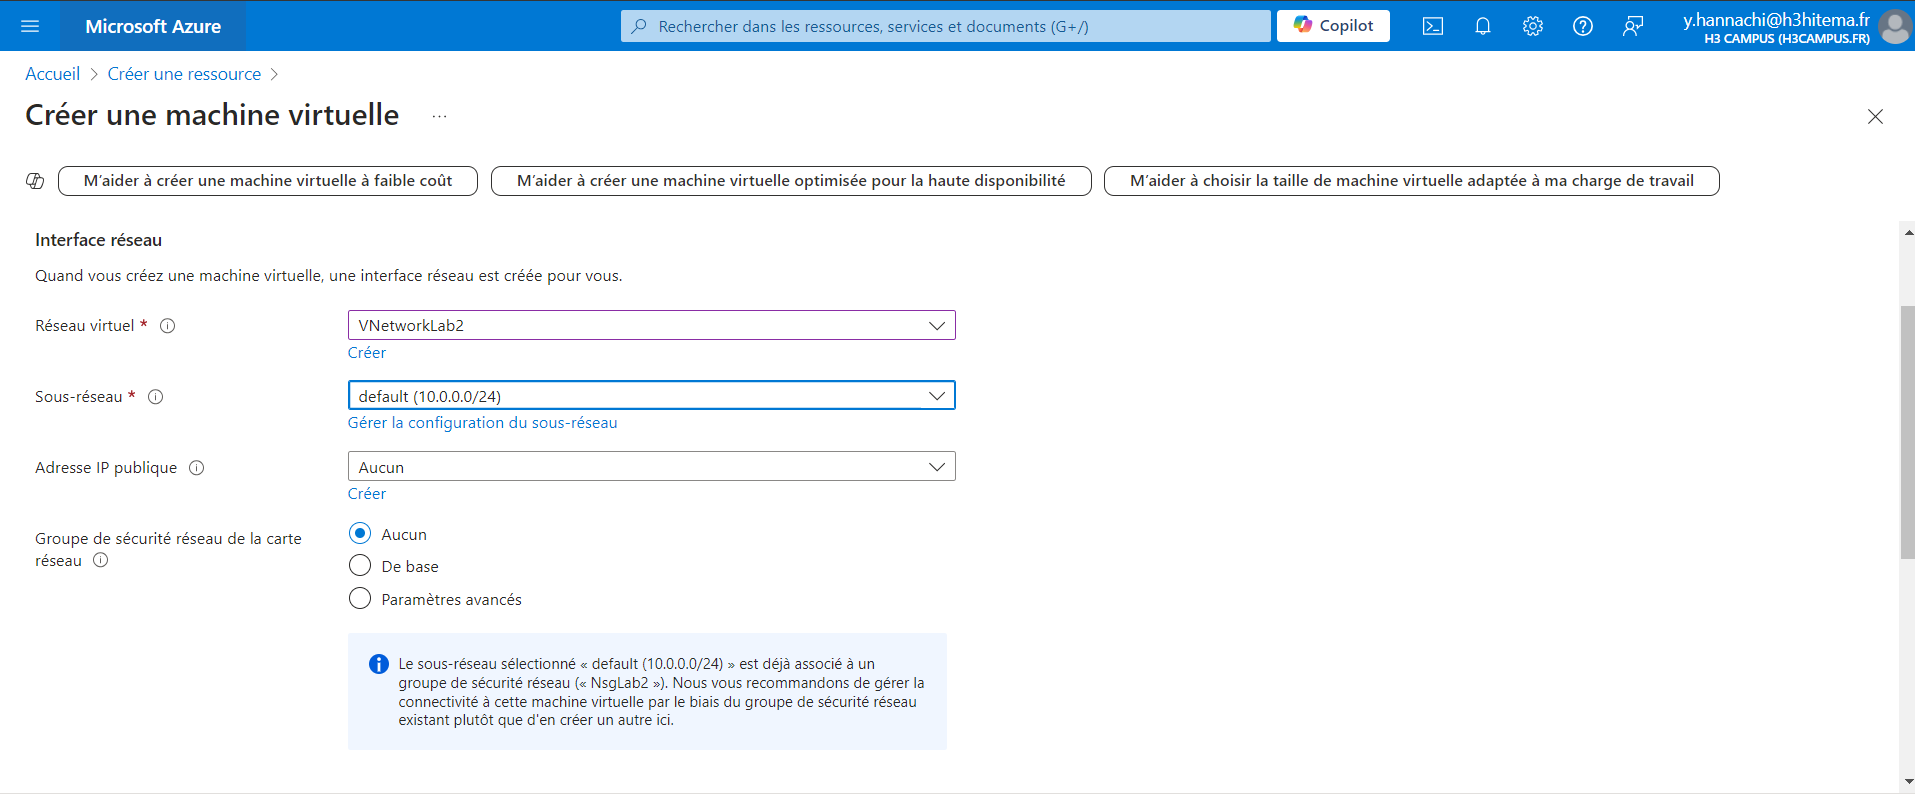 Microsoft Azure
Rechercher dans les ressources, services et documents (G+/)
Copilot
y.hannachi@h3hitema.fr
H3 CAMPUS (H3CAMPUS.FR)
Accueil > Créer une ressource >
Créer une machine virtuelle ...
M'aider à créer une machine virtuelle à faible coût
M'aider à créer une machine virtuelle optimisée pour la haute disponibilité
M'aider à choisir la taille de machine virtuelle adaptée à ma charge de travail
Interface réseau
Quand vous créez une machine virtuelle, une interface réseau est créée pour vous.
Réseau virtuel *
VNetworkLab2
Créer
Sous-réseau *
default (10.0.0.0/24)
Gérer la configuration du sous-réseau
Adresse IP publique
Aucun
Créer
Groupe de sécurité réseau de la carte
réseau
Aucun
De base
Paramètres avancés
Le sous-réseau sélectionné « default (10.0.0.0/24) » est déjà associé à un
groupe de sécurité réseau (« NsgLab2 »). Nous vous recommandons de gérer la
connectivité à cette machine virtuelle par le biais du groupe de sécurité réseau
existant plutôt que d'en créer un autre ici.